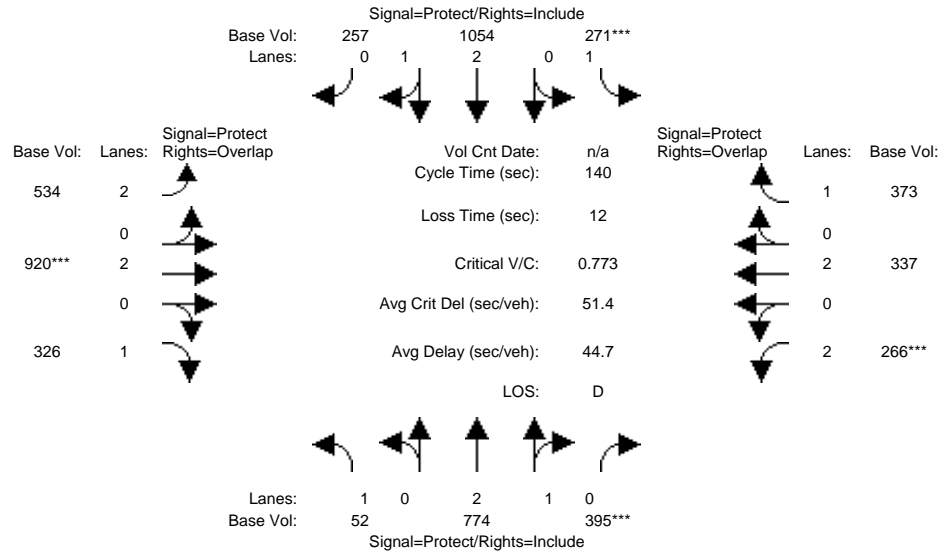 Signal=Protect/Rights=Include
Base Vol: 257 1054 271***
Lanes: 0 1 2 0 1
Signal=Protect
Base Vol: Lanes: Rights=Overlap
534 2
0
920*** 2
0
326 1
Vol Cnt Date: n/a
Cycle Time (sec): 140
Loss Time (sec): 12
Critical V/C: 0.773
Avg Crit Del (sec/veh): 51.4
Avg Delay (sec/veh): 44.7
LOS: D
Signal=Protect
Rights=Overlap Lanes: Base Vol:
1 373
0
2 337
0
2 266***
Lanes: 1 0 2 1 0
Base Vol: 52 774 395***
Signal=Protect/Rights=Include